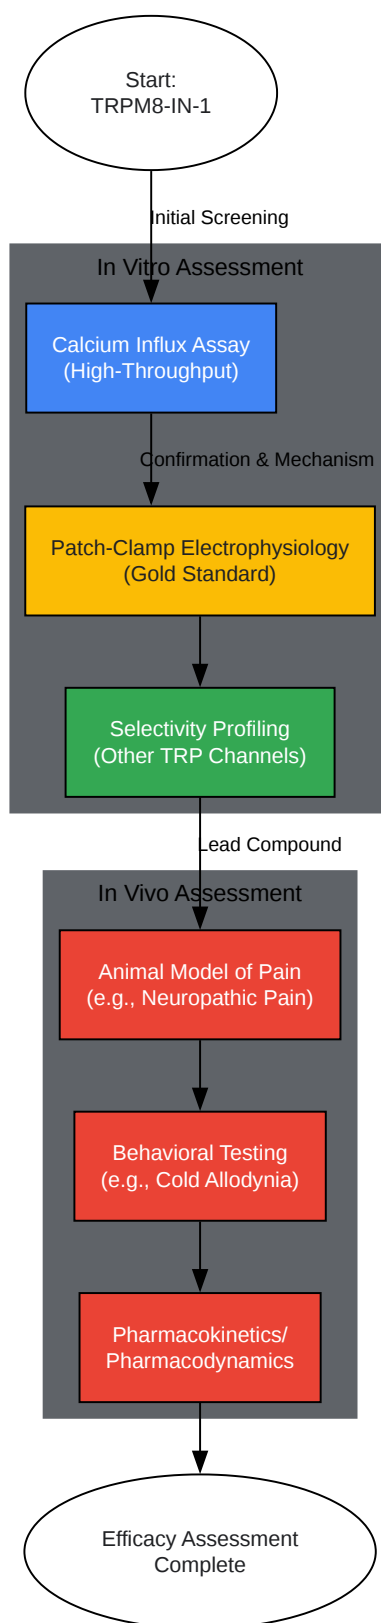 Start:
TRPM8-IN-1
Initial Screening
In Vitro Assessment
Calcium Influx Assay
(High-Throughput)
Confirmation & Mechanism
Patch-Clamp Electrophysiology
(Gold Standard)
Selectivity Profiling
(Other TRP Channels)
Lead Compound
In Vivo Assessment
Animal Model of Pain
(e.g., Neuropathic Pain)
Behavioral Testing
(e.g., Cold Allodynia)
Pharmacokinetics/
Pharmacodynamics
Efficacy Assessment
Complete